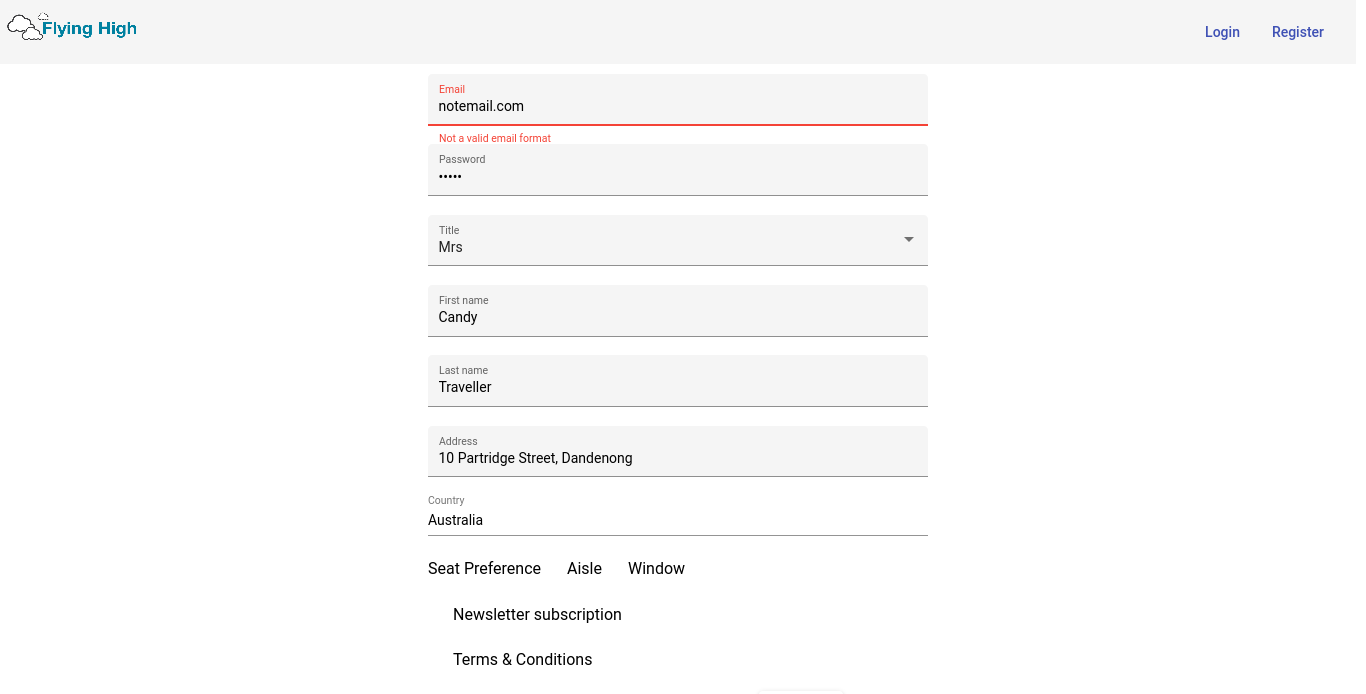 Flying High
Login Register
Email
notemail.com
Not a valid email format
Password
•••••
Title
Mrs
First name
Candy
Last name
Traveller
Address
10 Partridge Street, Dandenong
Country
Australia
Seat Preference Aisle Window
Newsletter subscription
Terms & Conditions